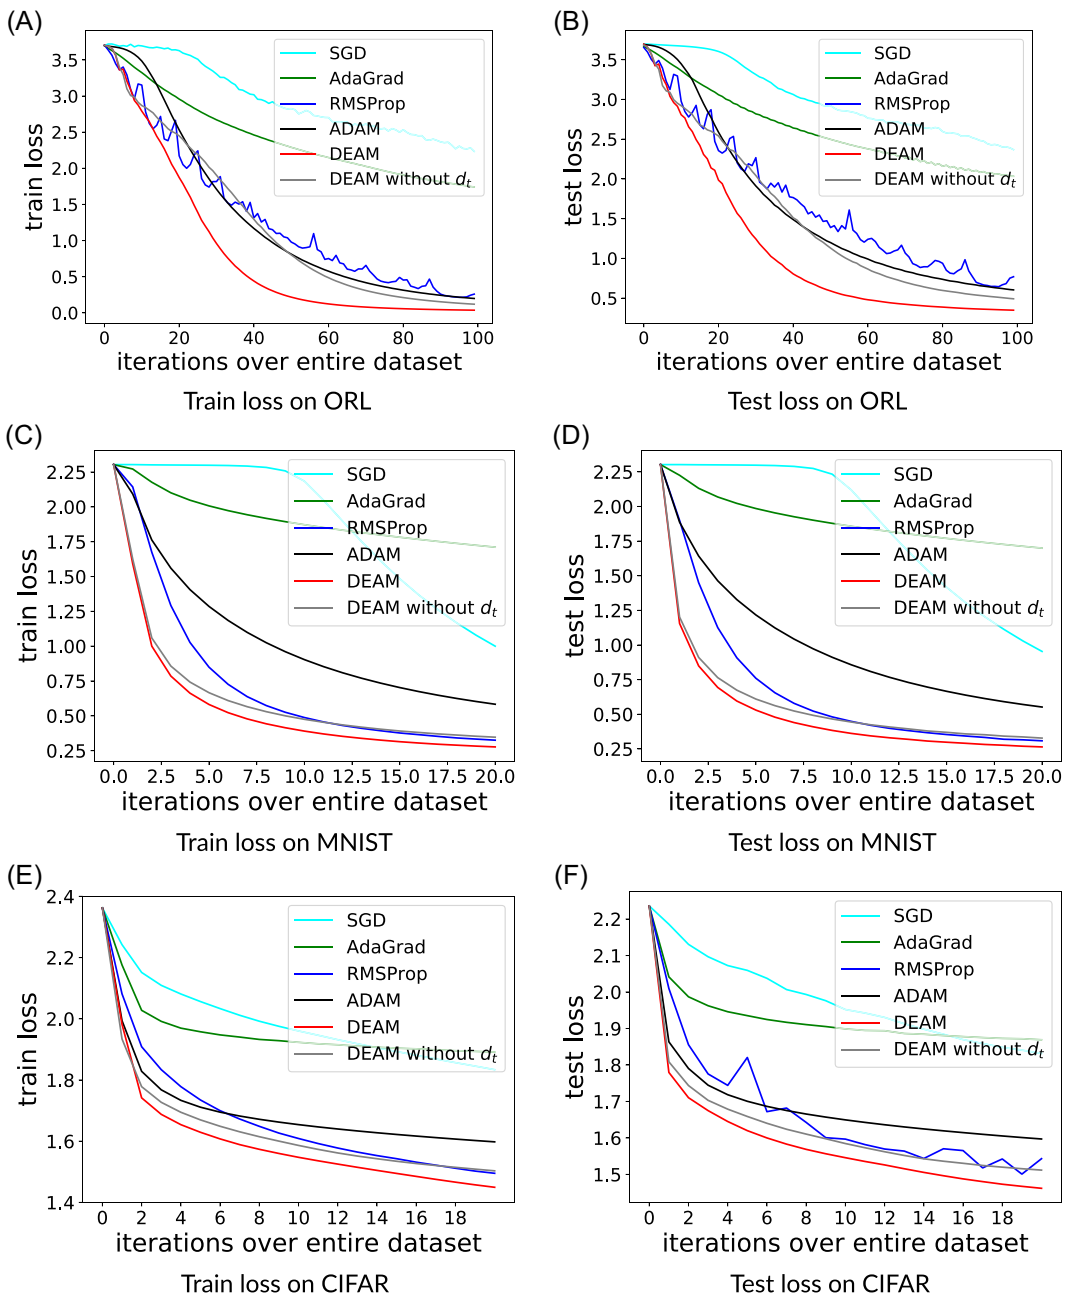 (A)
3.5
3.0
2.5
2.0
1.5
1.0
0.5
0.0
train loss
SGD
AdaGrad
RMSProp
ADAM
DEAM
DEAM without d_t
0 20 40 60 80 100
iterions over entire dataset
Train loss on ORL
(B)
3.5
3.0
2.5
2.0
1.5
1.0
0.5
test loss
SGD
AdaGrad
RMSProp
ADAM
DEAM
DEAM without d_t
0 20 40 60 80 100
iterions over entire dataset
Test loss on ORL
(C)
2.25
2.00
1.75
1.50
1.25
1.00
0.75
0.50
0.25
train loss
SGD
AdaGrad
RMSProp
ADAM
DEAM
DEAM without d_t
0.0 2.5 5.0 7.5 10.0 12.5 15.0 17.5 20.0
iterions over entire dataset
Train loss on MNIST
(D)
2.25
2.00
1.75
1.50
1.25
1.00
0.75
0.50
0.25
test loss
SGD
AdaGrad
RMSProp
ADAM
DEAM
DEAM without d_t
0.0 2.5 5.0 7.5 10.0 12.5 15.0 17.5 20.0
iterions over entire dataset
Test loss on MNIST
(E)
2.4
2.2
2.0
1.8
1.6
1.4
train loss
SGD
AdaGrad
RMSProp
ADAM
DEAM
DEAM without d_t
0 2 4 6 8 10 12 14 16 18
iterions over entire dataset
Train loss on CIFAR
(F)
2.2
2.1
2.0
1.9
1.8
1.7
1.6
1.5
test loss
SGD
AdaGrad
RMSProp
ADAM
DEAM
DEAM without d_t
0 2 4 6 8 10 12 14 16 18
iterions over entire dataset
Test loss on CIFAR